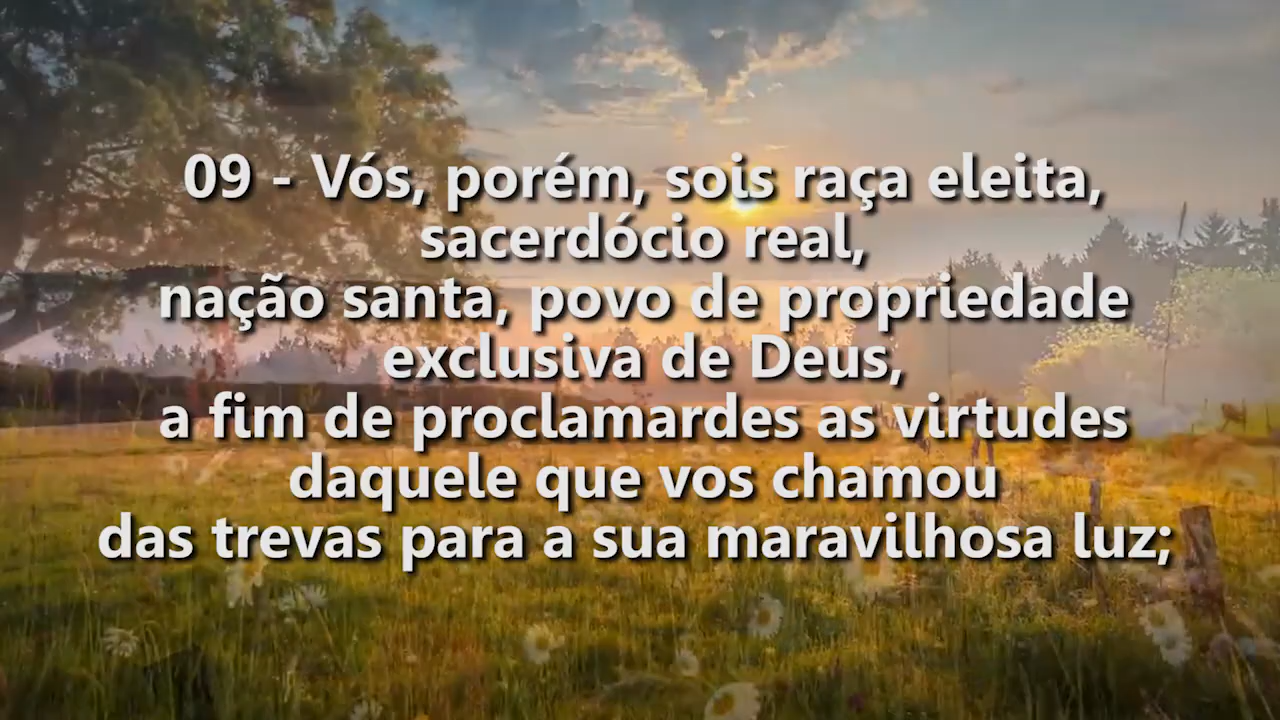 09 - Vós, porém, sois raça eleita,
sacerdócio real,
nação santa, povo de propriedade
exclusiva de Deus,
a fim de proclamardes as virtudes
daquele que vos chamou
das trevas para a sua maravilhosa luz;